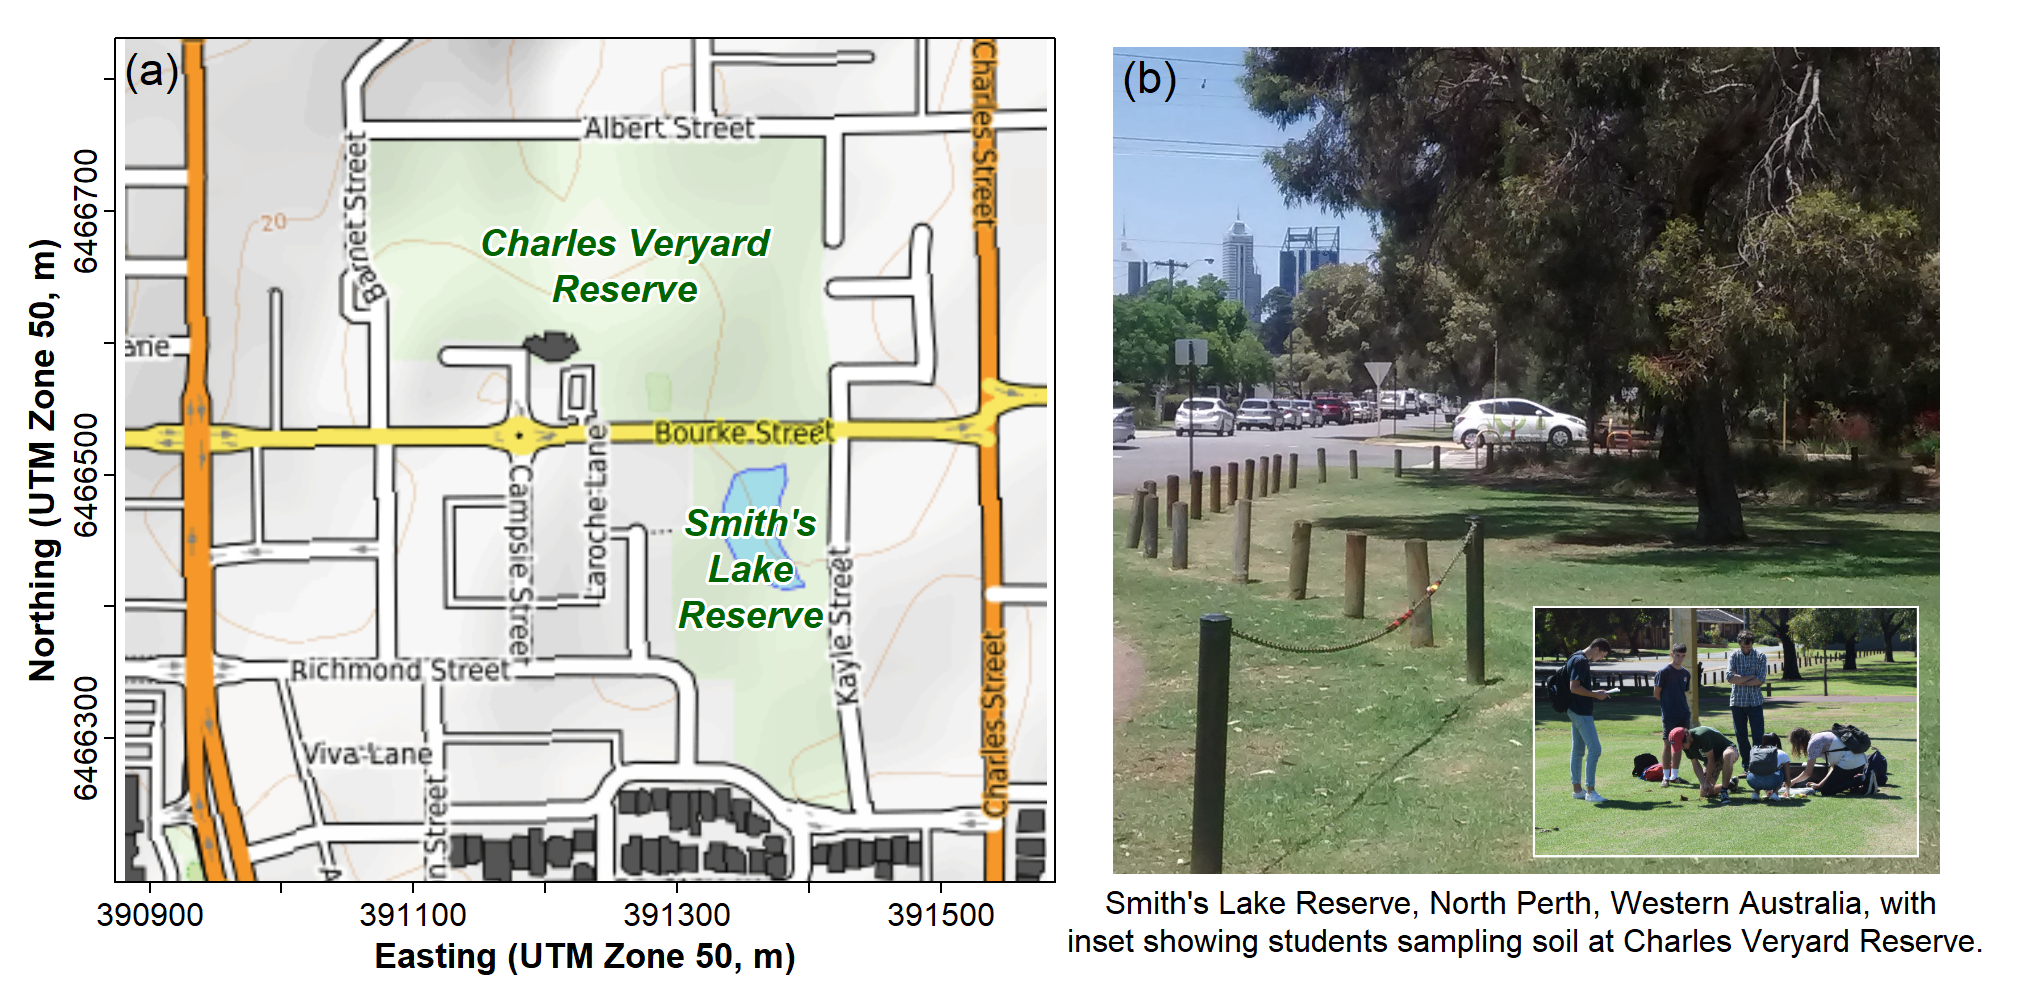 (a)
Charles Street
Albert Street
Barnet Street
20
Charles Veryard
Reserve
Charles Street
ane
Bourke Street
Smith's
Lake
Reserve
Campsie Street
Laroche Lane
Kayle Street
Richmond Street
Viva Lane
n Street
Charles Street
A
6466700
6466500
6466300
Northing (UTM Zone 50, m)
390900 391100 391300 391500
Easting (UTM Zone 50, m)
(b)
Smith's Lake Reserve, North Perth, Western Australia, with
inset showing students sampling soil at Charles Veryard Reserve.